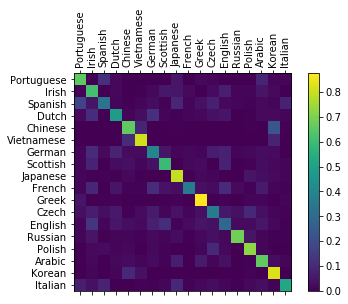 Portuguese
Irish
Spanish
Dutch
Chinese
Vietnamese
German
Scottish
Japanese
French
Greek
Czech
English
Russian
Polish
Arabic
Korean
Italian
Portuguese
Irish
Spanish
Dutch
Chinese
Vietnamese
German
Scottish
Japanese
French
Greek
Czech
English
Russian
Polish
Arabic
Korean
Italian
0.8
0.7
0.6
0.5
0.4
0.3
0.2
0.1
0.0